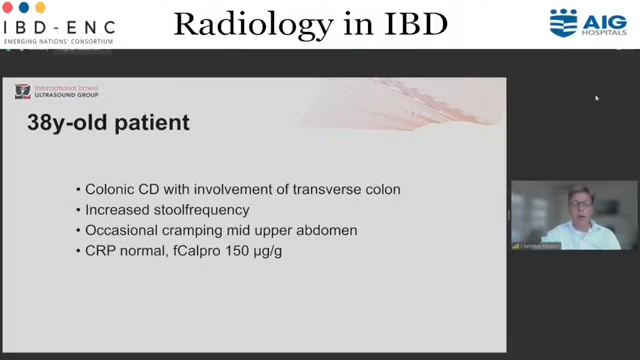 IBD-ENC
EMERGING NATIONS' CONSORTIUM
Radiology in IBD
AIG
HOSPITALS
International bowel
ULTRASOUND GROUP
38y-old patient
• Colonic CD with involvement of transverse colon
• Increased stoolfrequency
• Occasional cramping mid upper abdomen
• CRP normal, fCalpro 150 µg/g